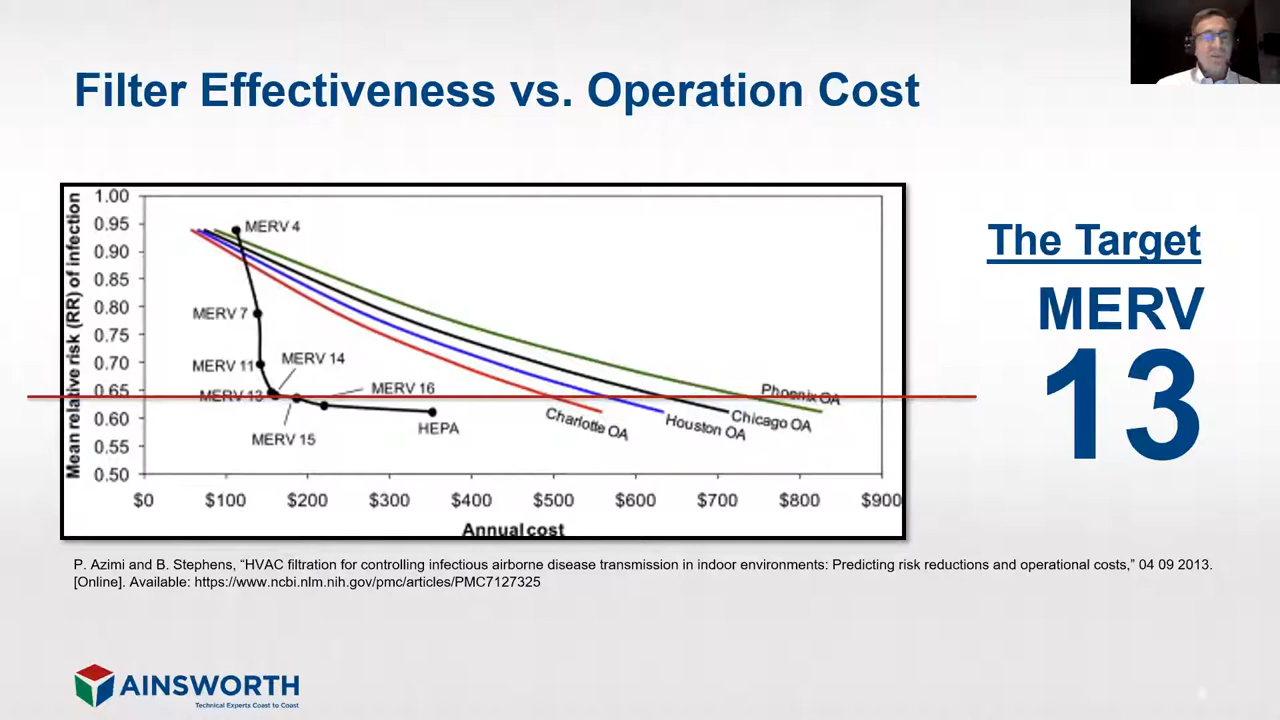 Filter Effectiveness vs. Operation Cost
Mean relative risk (RR) of infection
1.00
0.95
0.90
0.85
0.80
0.75
0.70
0.65
0.60
0.55
0.50
MERV 4
MERV 7
MERV 11
MERV 14
MERV 13
MERV 16
MERV 15
HEPA
Charlotte OA
Houston OA
Chicago OA
Phoenix OA
$0 $100 $200 $300 $400 $500 $600 $700 $800 $900
Annual cost
The Target
MERV
13
P. Azimi and B. Stephens, “HVAC filtration for controlling infectious airborne disease transmission in indoor environments: Predicting risk reductions and operational costs,” 04 09 2013.
[Online]. Available: https://www.ncbi.nlm.nih.gov/pmc/articles/PMC7127325
AINSWORTH
Technical Experts Coast to Coast